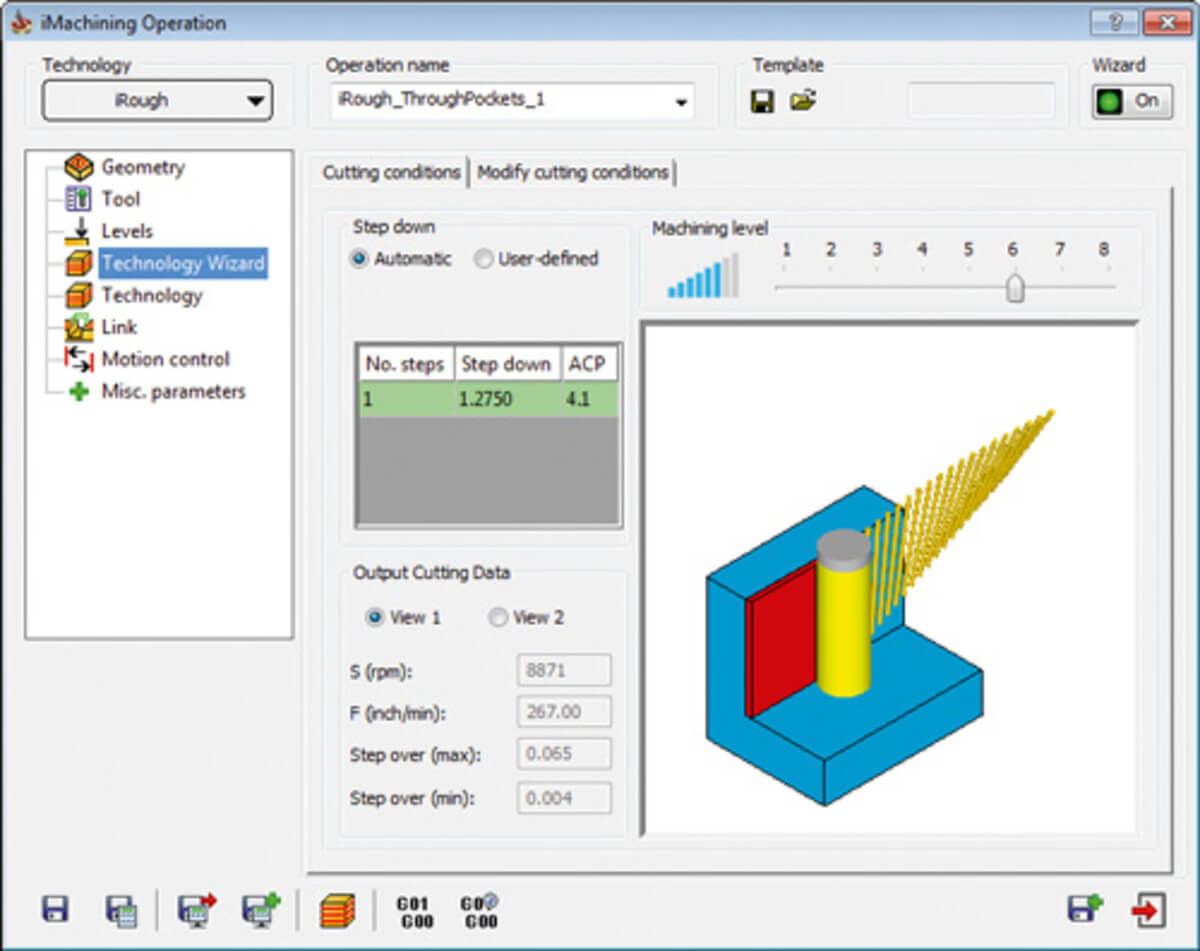 iMachining Operation
Technology
iRough
Operation name
iRough_ThroughPockets_1
Template
Wizard
On
Geometry
Tool
Levels
Technology Wizard
Technology
Link
Motion control
Misc. parameters
Cutting conditions Modify cutting conditions
Step down
Automatic User-defined
No. steps Step down ACP
1 1.2750 4.1
Machining level
1 2 3 4 5 6 7 8
Output Cutting Data
View 1 View 2
S (rpm): 8871
F (inch/min): 267.00
Step over (max): 0.065
Step over (min): 0.004
G01 G00
G00 G00